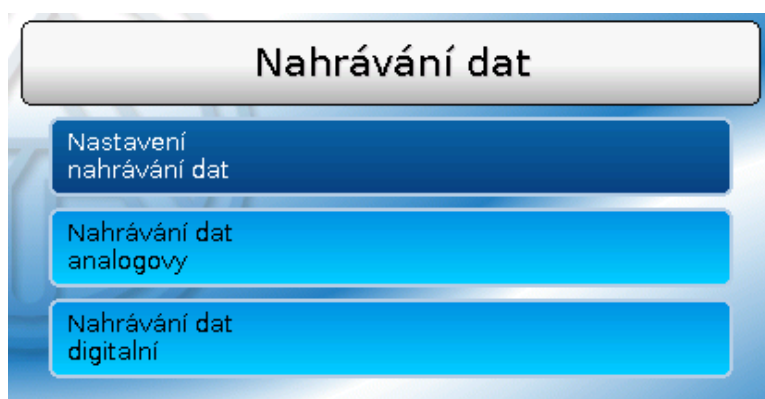 Nahrávání dat
Nastavení
nahrávání dat
Nahrávání dat
analogovy
Nahrávání dat
digitalní